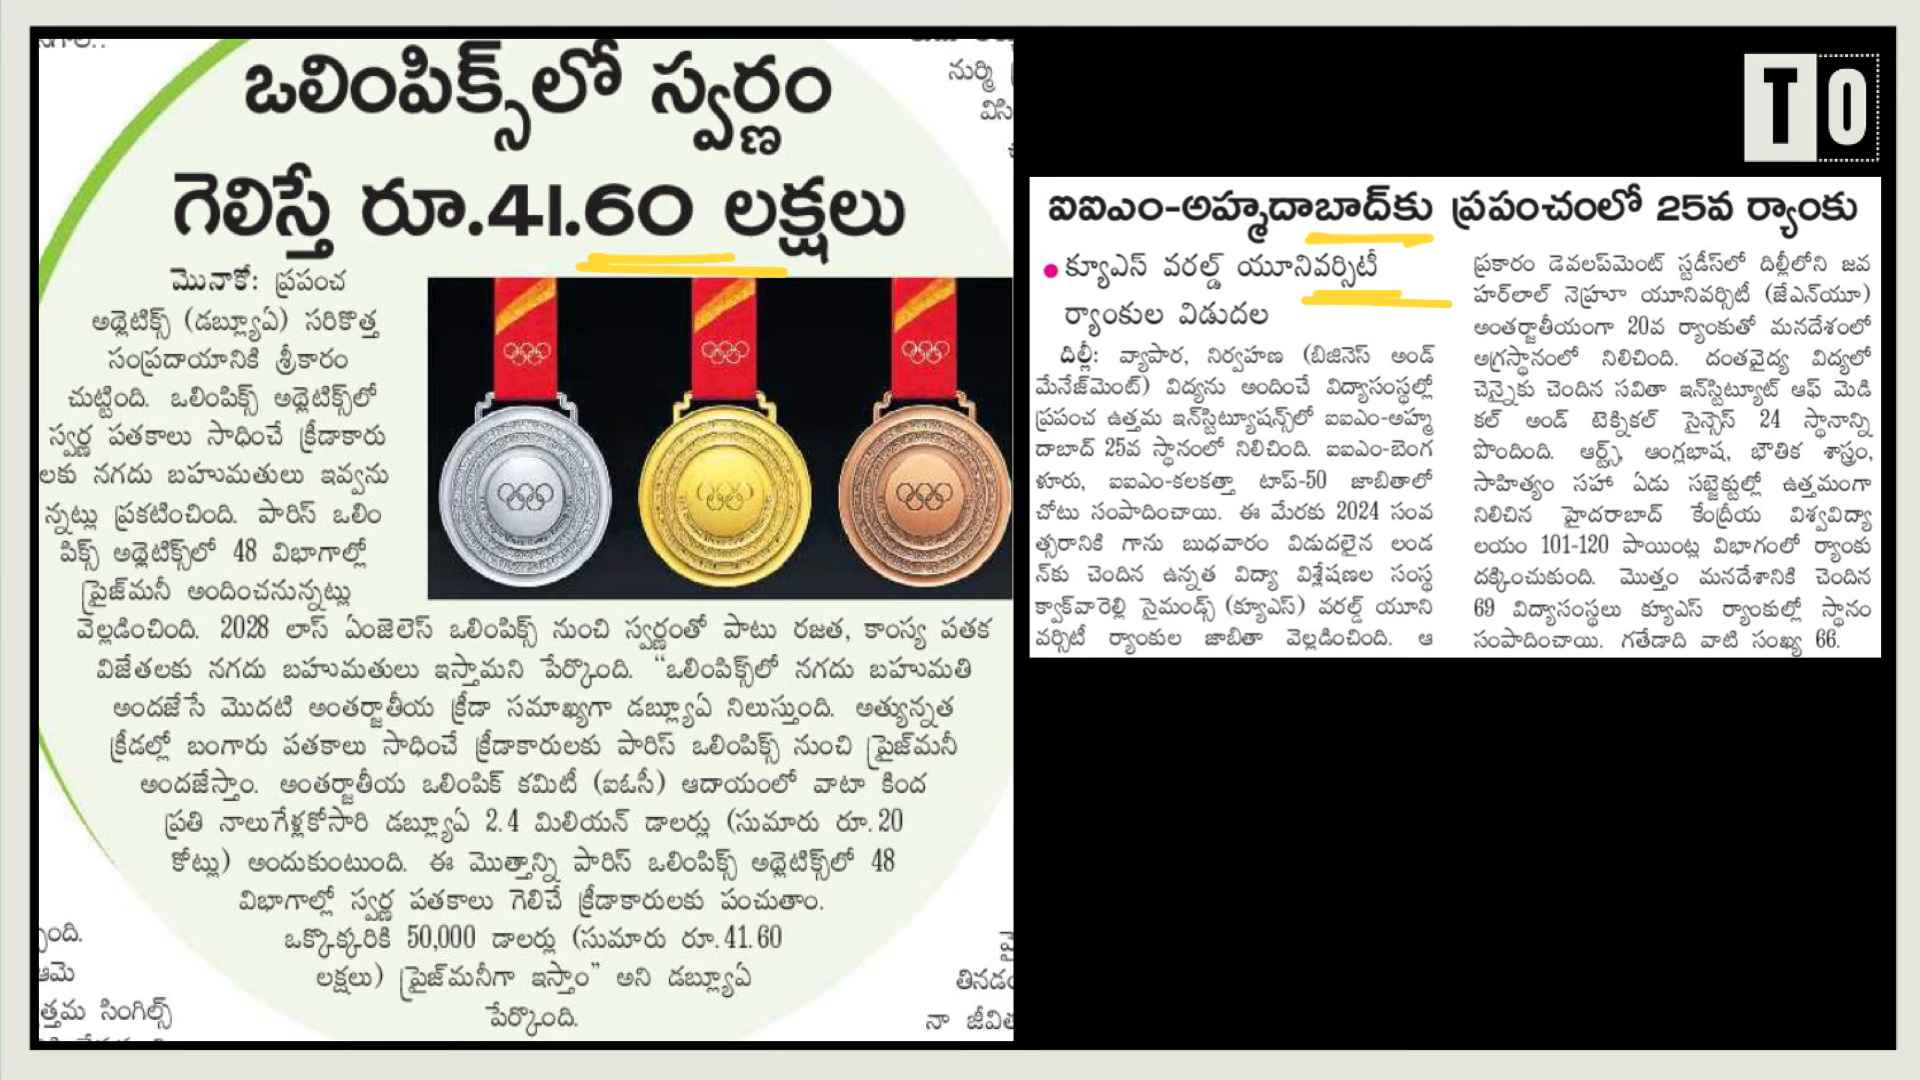 ఒలింపిక్స్‌లో స్వర్ణం
గెలిస్తే రూ.41.60 లక్షలు
మొనాకో: ప్రపంచ
అథ్లెటిక్స్ (డబ్ల్యూఏ) సరికొత్త
సంప్రదాయానికి శ్రీకారం
చుట్టింది. ఒలింపిక్స్ అథ్లెటిక్స్‌లో
స్వర్ణ పతకాలు సాధించే క్రీడాకారు
లకు నగదు బహుమతులు ఇవ్వను
న్నట్లు ప్రకటించింది. పారిస్ ఒలిం
పిక్స్ అథ్లెటిక్స్‌లో 48 విభాగాల్లో
ప్రైజ్‌మనీ అందించనున్నట్లు
వెల్లడించింది. 2028 లాస్ ఏంజెలెస్ ఒలింపిక్స్ నుంచి స్వర్ణంతో పాటు రజత, కాంస్య పతక
విజేతలకు నగదు బహుమతులు ఇస్తామని పేర్కొంది. “ఒలింపిక్స్‌లో నగదు బహుమతి
అందజేసే మొదటి అంతర్జాతీయ క్రీడా సమాఖ్యగా డబ్ల్యూఏ నిలుస్తుంది. అత్యున్నత
క్రీడల్లో బంగారు పతకాలు సాధించే క్రీడాకారులకు పారిస్ ఒలింపిక్స్ నుంచి ప్రైజ్‌మనీ
అందజేస్తాం. అంతర్జాతీయ ఒలింపిక్ కమిటీ (ఐఓసీ) ఆదాయంలో వాటా కింద
ప్రతి నాలుగేళ్లకోసారి డబ్ల్యూఏ 2.4 మిలియన్ డాలర్లు (సుమారు రూ.20
కోట్లు) అందుకుంటుంది. ఈ మొత్తాన్ని పారిస్ ఒలింపిక్స్ అథ్లెటిక్స్‌లో 48
విభాగాల్లో స్వర్ణ పతకాలు గెలిచే క్రీడాకారులకు పంచుతాం.
ఒక్కొక్కరికి 50,000 డాలర్లు (సుమారు రూ.41.60
లక్షలు) ప్రైజ్‌మనీగా ఇస్తాం” అని డబ్ల్యూఏ
పేర్కొంది.
నుర్మి
ఆమె
త్తమ సింగిల్స్
నా
TO
ఐఐఎం-అహ్మదాబాద్‌కు ప్రపంచంలో 25వ ర్యాంకు
● క్యూఎస్ వరల్డ్ యూనివర్సిటీ
ర్యాంకుల విడుదల
దిల్లీ: వ్యాపార, నిర్వహణ (బిజినెస్ అండ్
మేనేజ్‌మెంట్) విద్యను అందించే విద్యాసంస్థల్లో
ప్రపంచ ఉత్తమ ఇన్‌స్టిట్యూషన్స్‌లో ఐఐఎం-అహ్మ
దాబాద్ 25వ స్థానంలో నిలిచింది. ఐఐఎం-బెంగ
ళూరు, ఐఐఎం-కలకత్తా టాప్-50 జాబితాలో
చోటు సంపాదించాయి. ఈ మేరకు 2024 సంవ
త్సరానికి గాను బుధవారం విడుదలైన లండ
న్‌కు చెందిన ఉన్నత విద్యా విశ్లేషణల సంస్థ
క్వాక్‌వారెల్లి సైమండ్స్ (క్యూఎస్) వరల్డ్ యూని
వర్సిటీ ర్యాంకుల జాబితా వెల్లడించింది. ఆ
ప్రకారం డెవలప్‌మెంట్ స్టడీస్‌లో దిల్లీలోని జవ
హర్‌లాల్ నెహ్రూ యూనివర్సిటీ (జేఎన్‌యూ)
అంతర్జాతీయంగా 20వ ర్యాంకుతో మనదేశంలో
అగ్రస్థానంలో నిలిచింది. దంతవైద్య విద్యలో
చెన్నైకు చెందిన సవితా ఇన్‌స్టిట్యూట్ ఆఫ్ మెడి
కల్ అండ్ టెక్నికల్ సైన్సెస్ 24 స్థానాన్ని
పొందింది. ఆర్ట్స్, ఆంగ్లభాష, భౌతిక శాస్త్రం,
సాహిత్యం సహా ఏడు సబ్జెక్టుల్లో ఉత్తమంగా
నిలిచిన హైదరాబాద్ కేంద్రీయ విశ్వవిద్యా
లయం 101-120 పాయింట్ల విభాగంలో ర్యాంకు
దక్కించుకుంది. మొత్తం మనదేశానికి చెందిన
69 విద్యాసంస్థలు క్యూఎస్ ర్యాంకుల్లో స్థానం
సంపాదించాయి. గతేడాది వాటి సంఖ్య 66.